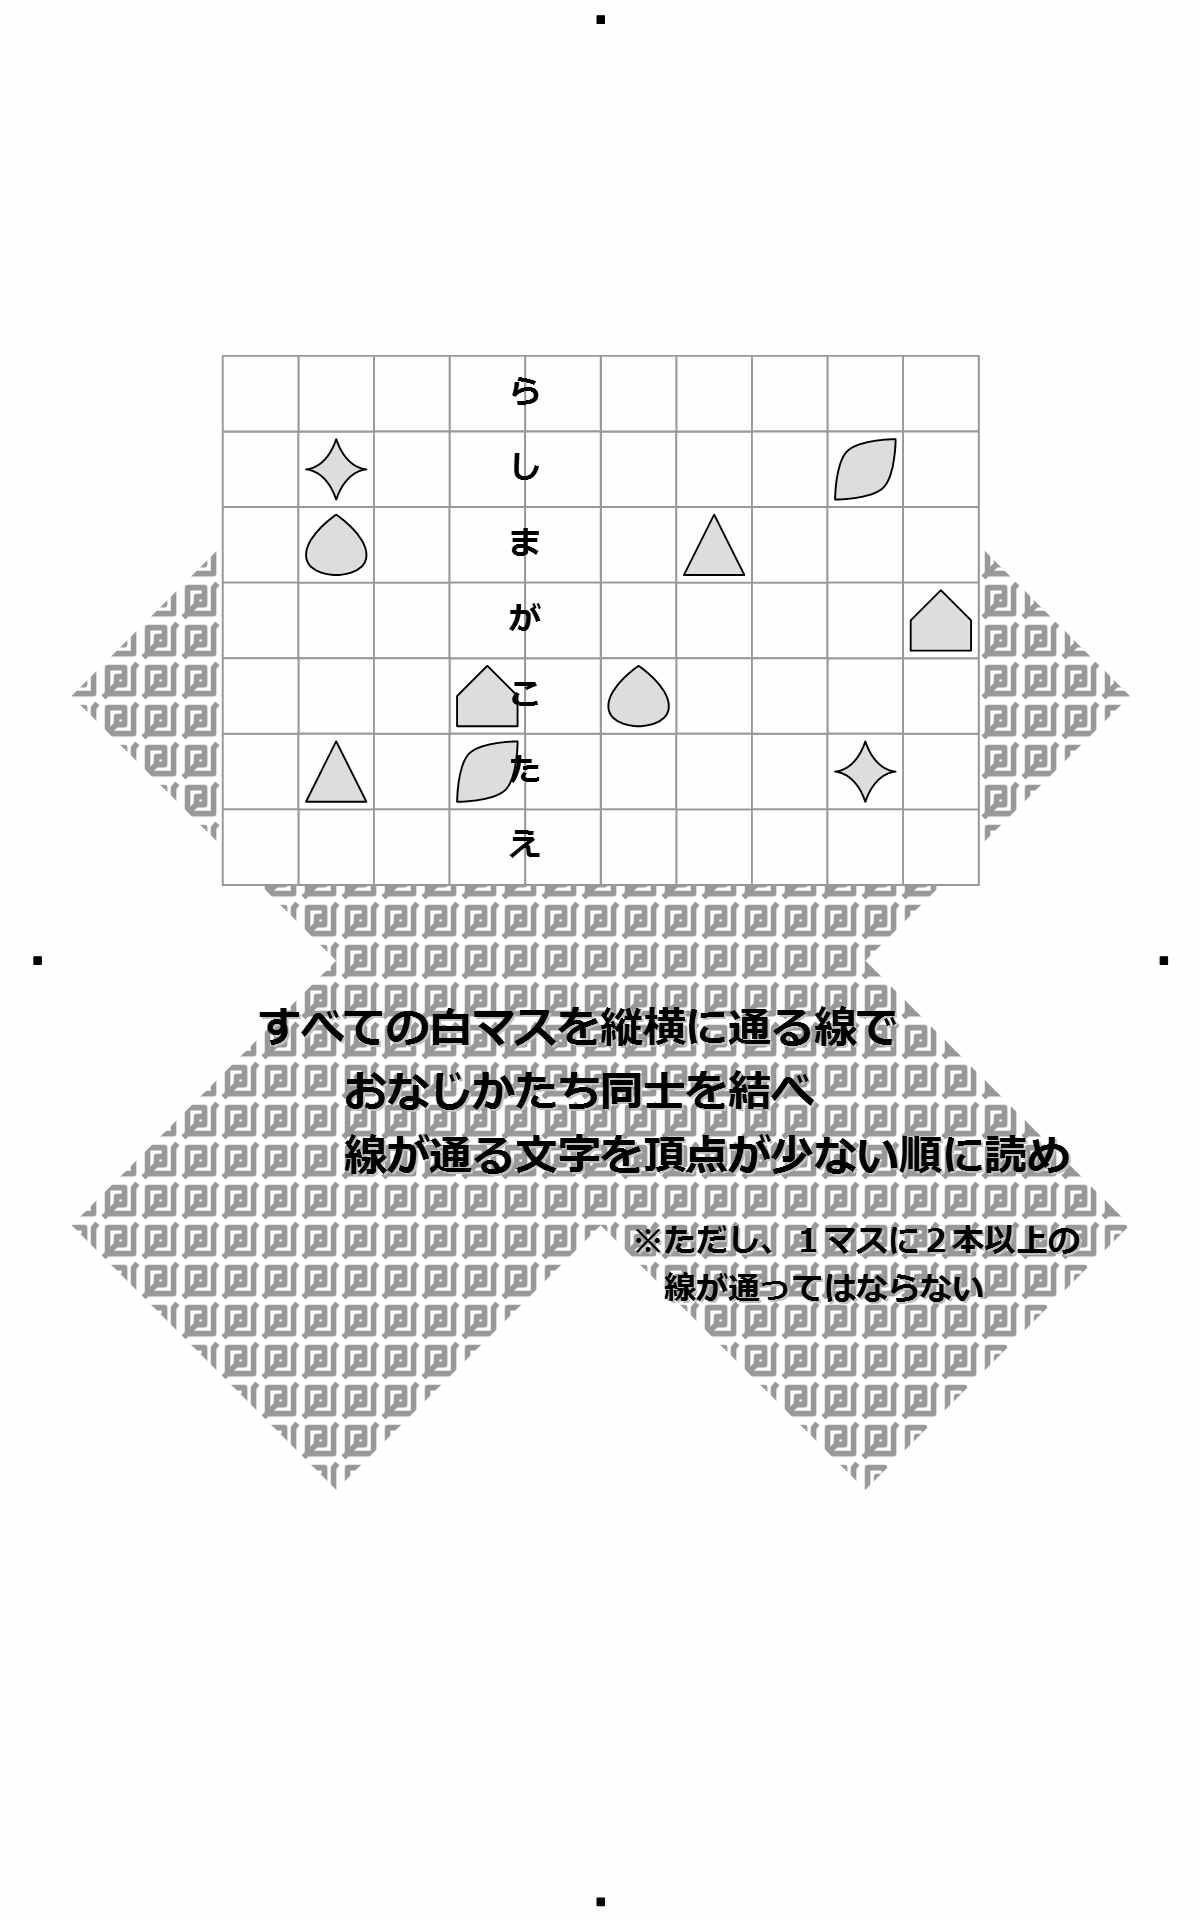 ら
し
ま
が
こ
た
え
すべての白マスを縦横に通る線で
おなじかたち同士を結べ
線が通る文字を頂点が少ない順に読め
※ただし、１マスに２本以上の
線が通ってはならない